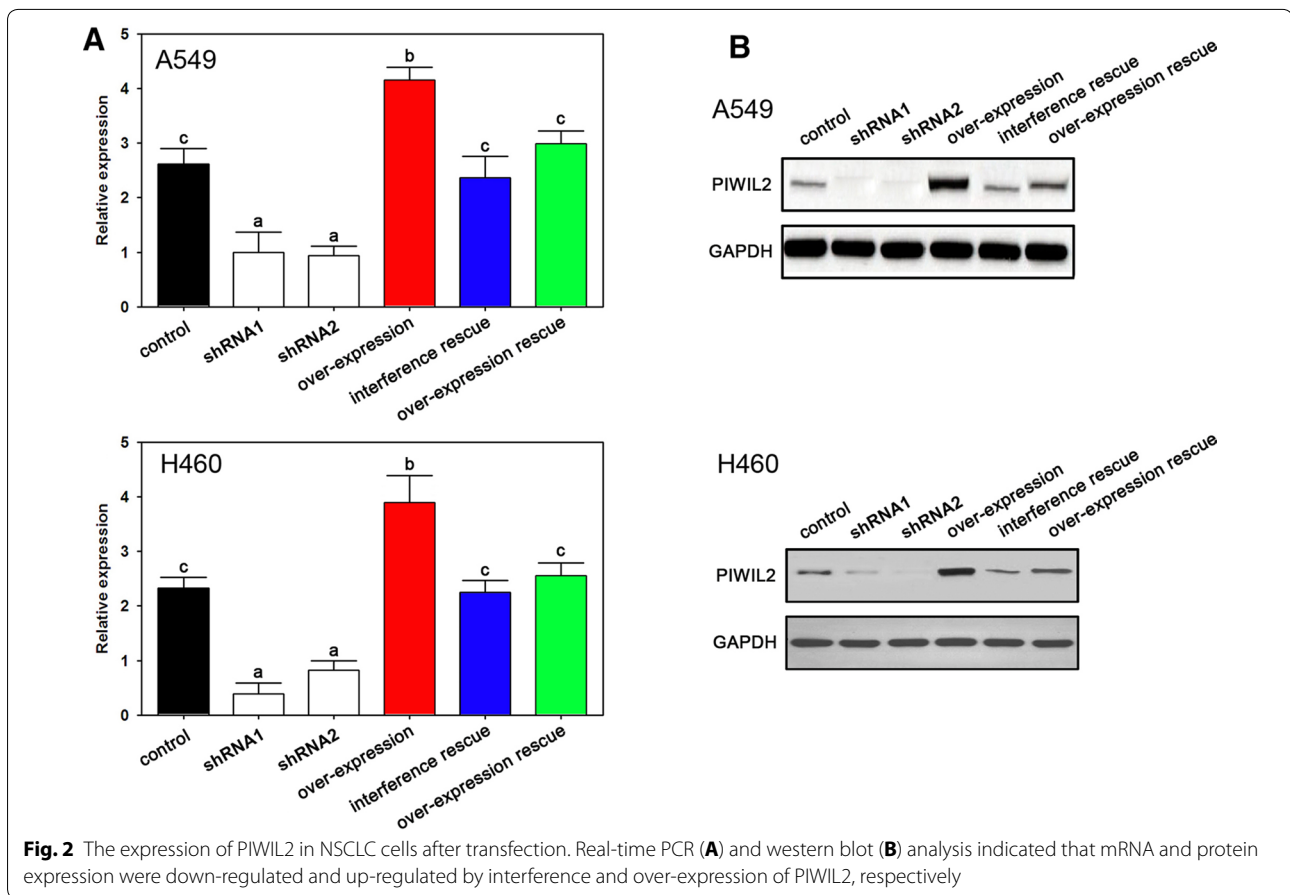 A
A549
Relative expression
5
4
3
2
1
0
c
a
a
b
c
c
control
shRNA1
shRNA2
over-expression
interference rescue
over-expression rescue
H460
Relative expression
5
4
3
2
1
0
c
a
a
b
c
c
control
shRNA1
shRNA2
over-expression
interference rescue
over-expression rescue
B
A549
control
shRNA1
shRNA2
over-expression
interference rescue
over-expression rescue
PIWIL2
GAPDH
H460
control
shRNA1
shRNA2
over-expression
interference rescue
over-expression rescue
PIWIL2
GAPDH
Fig. 2 The expression of PIWIL2 in NSCLC cells after transfection. Real-time PCR (A) and western blot (B) analysis indicated that mRNA and protein
expression were down-regulated and up-regulated by interference and over-expression of PIWIL2, respectively